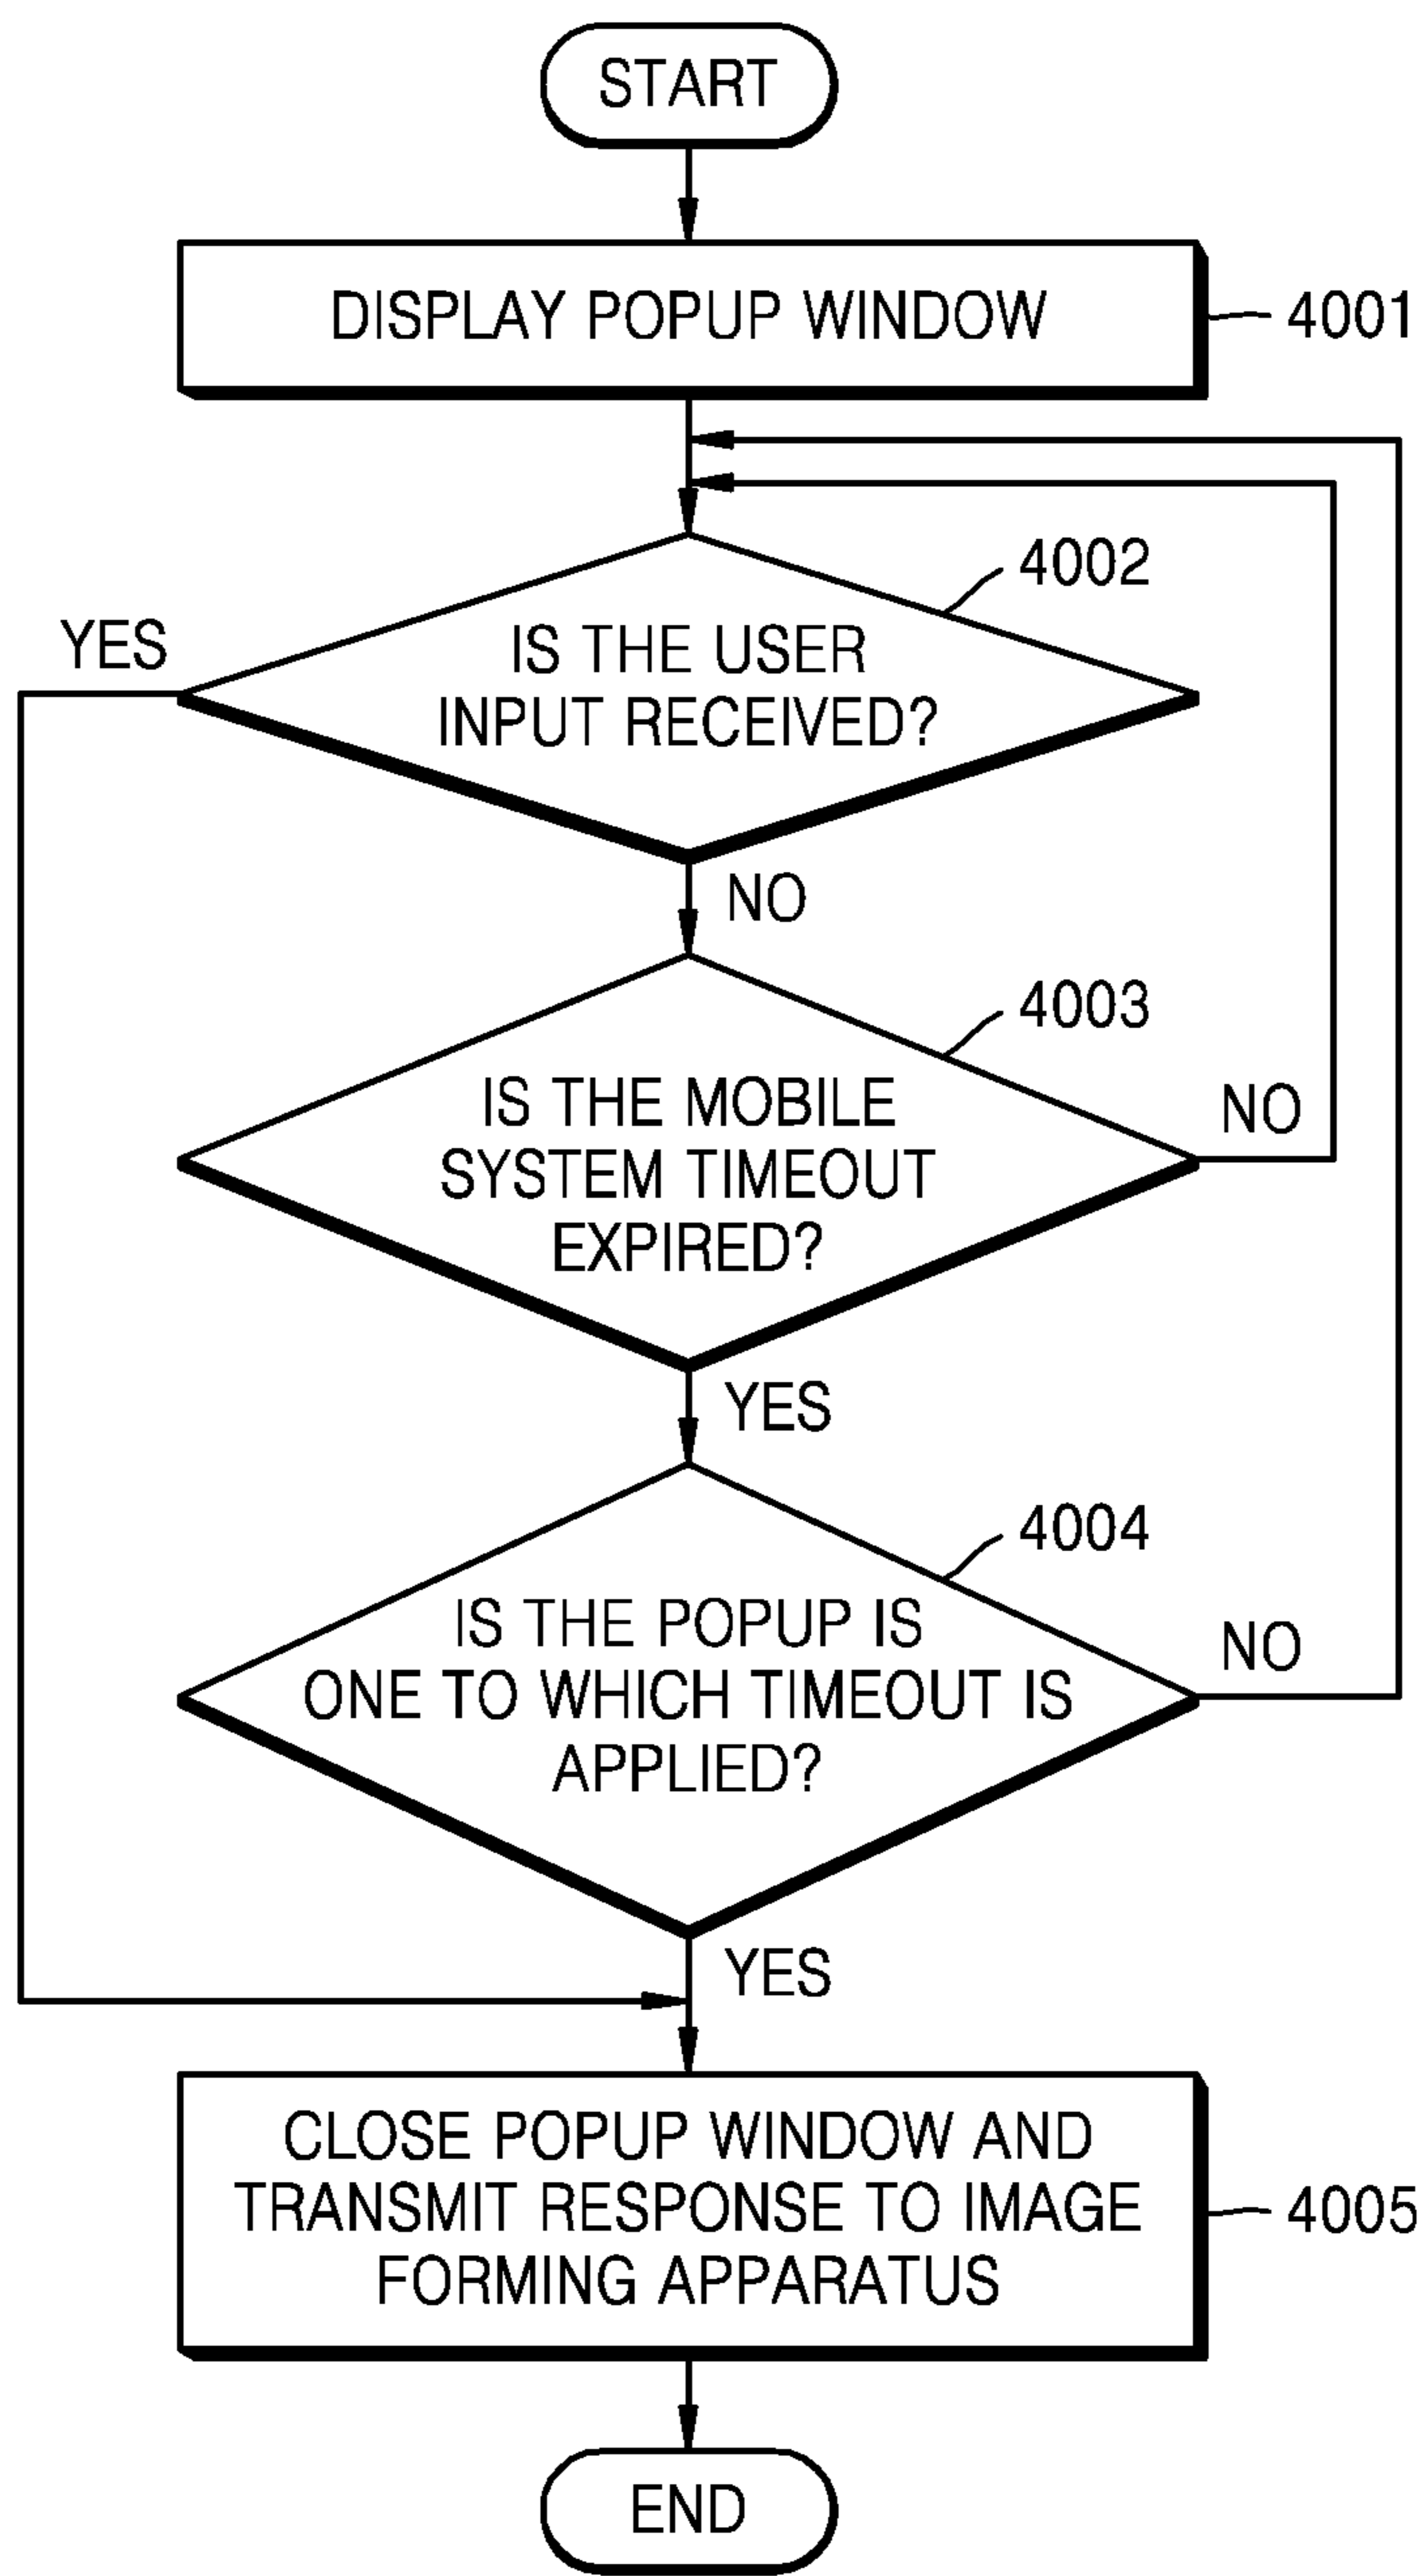 START
DISPLAY POPUP WINDOW
4001
4002
YES
IS THE USER
INPUT RECEIVED?
NO
4003
IS THE MOBILE
SYSTEM TIMEOUT
EXPIRED?
NO
YES
4004
IS THE POPUP IS
ONE TO WHICH TIMEOUT IS
APPLIED?
NO
YES
CLOSE POPUP WINDOW AND
TRANSMIT RESPONSE TO IMAGE
FORMING APPARATUS
4005
END